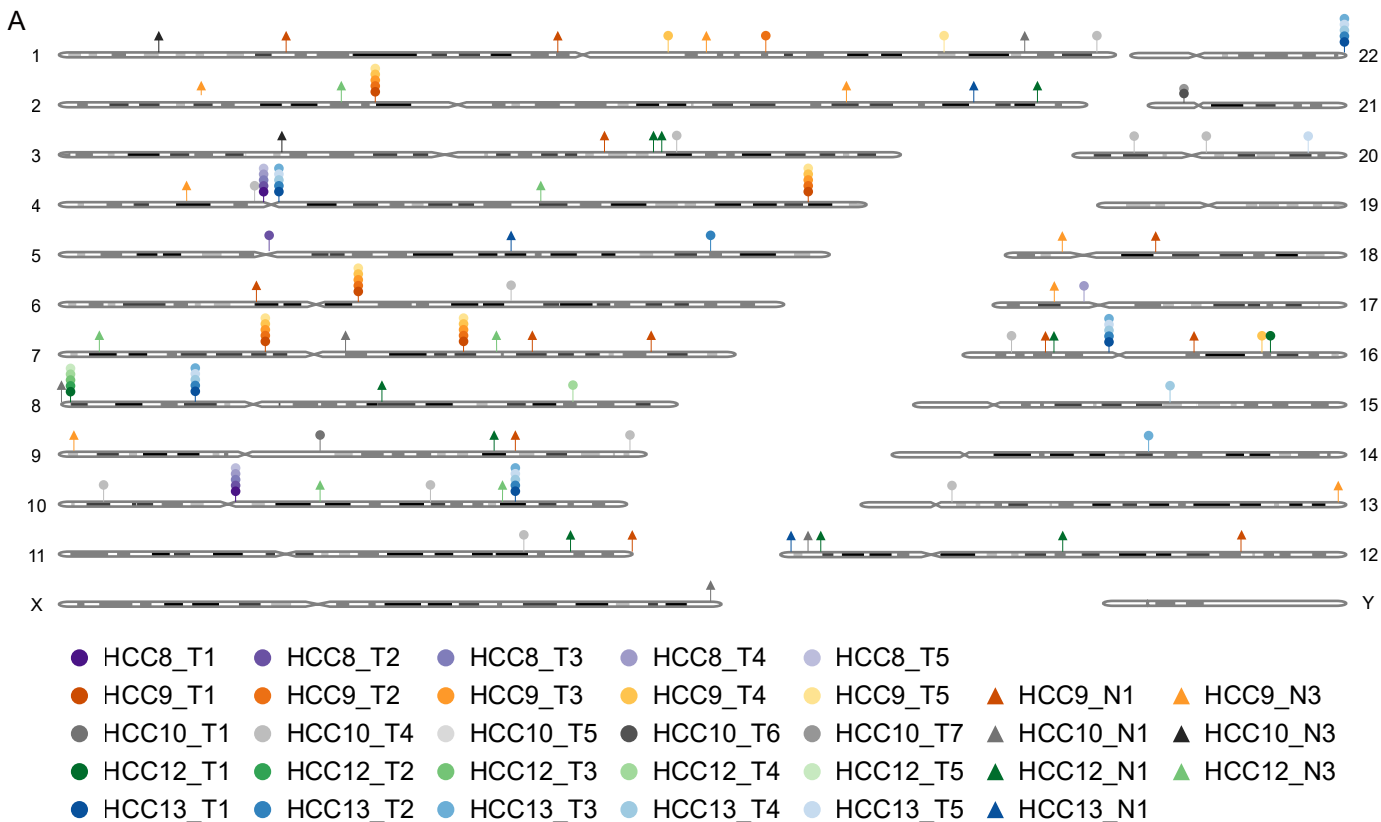 A
1 22
2 21
3 20
4 19
5 18
6 17
7 16
8 15
9 14
10 13
11 12
X Y
HCC8_T1 HCC8_T2 HCC8_T3 HCC8_T4 HCC8_T5
HCC9_T1 HCC9_T2 HCC9_T3 HCC9_T4 HCC9_T5 HCC9_N1 HCC9_N3
HCC10_T1 HCC10_T4 HCC10_T5 HCC10_T6 HCC10_T7 HCC10_N1 HCC10_N3
HCC12_T1 HCC12_T2 HCC12_T3 HCC12_T4 HCC12_T5 HCC12_N1 HCC12_N3
HCC13_T1 HCC13_T2 HCC13_T3 HCC13_T4 HCC13_T5 HCC13_N1